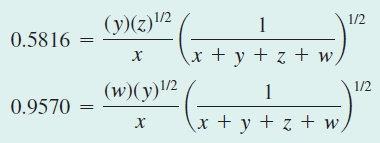 0.5816 = (y)(z)^{1/2} / x (1 / (x + y + z + w))^{1/2}
0.9570 = (w)(y)^{1/2} / x (1 / (x + y + z + w))^{1/2}